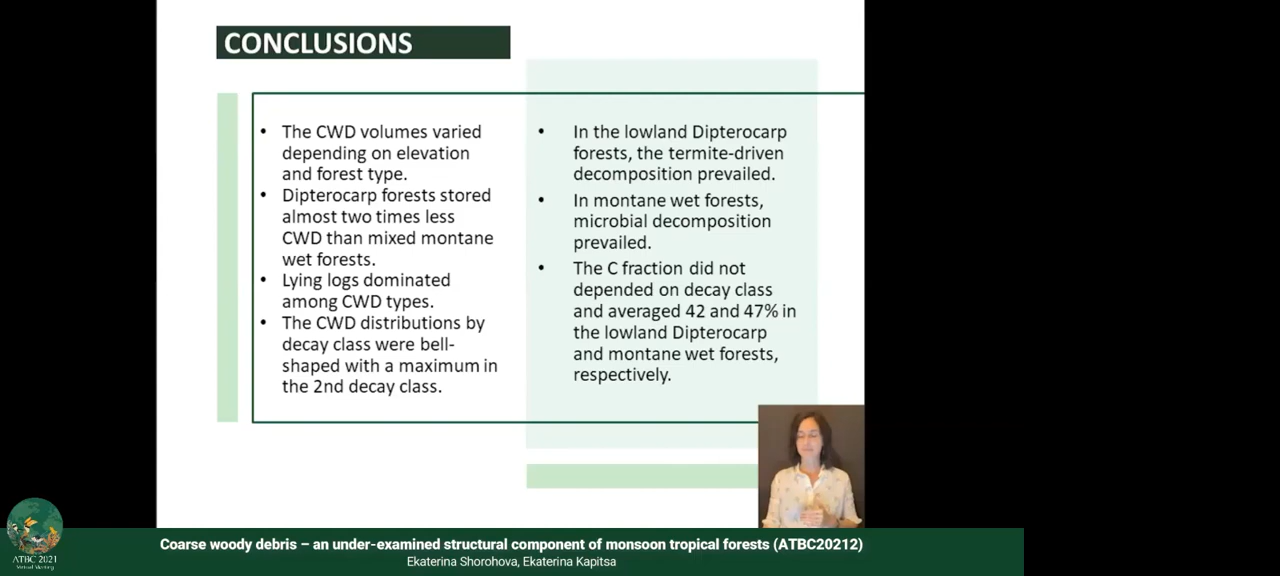 CONCLUSIONS
• The CWD volumes varied
depending on elevation
and forest type.
• Dipterocarp forests stored
almost two times less
CWD than mixed montane
wet forests.
• Lying logs dominated
among CWD types.
• The CWD distributions by
decay class were bell-
shaped with a maximum in
the 2nd decay class.
• In the lowland Dipterocarp
forests, the termite-driven
decomposition prevailed.
• In montane wet forests,
microbial decomposition
prevailed.
• The C fraction did not
depended on decay class
and averaged 42 and 47% in
the lowland Dipterocarp
and montane wet forests,
respectively.
ATBC 2021
Virtual Meeting
Coarse woody debris – an under-examined structural component of monsoon tropical forests (ATBC20212)
Ekaterina Shorohova, Ekaterina Kapitsa